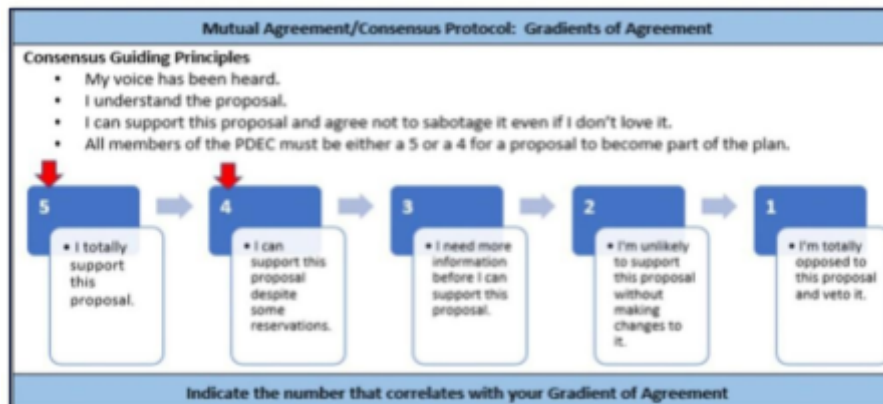 Mutual Agreement/Consensus Protocol: Gradients of Agreement
Consensus Guiding Principles
• My voice has been heard.
• I understand the proposal.
• I can support this proposal and agree not to sabotage it even if I don't love it.
• All members of the PDEC must be either a 5 or a 4 for a proposal to become part of the plan.
5
• I totally
support
this
proposal.
4
• I can
support this
proposal
despite
some
reservations.
3
• I need more
information
before I can
support this
proposal.
2
• I'm unlikely
to support
this proposal
without
making
changes to
it.
1
• I'm totally
opposed to
this proposal
and veto it.
Indicate the number that correlates with your Gradient of Agreement